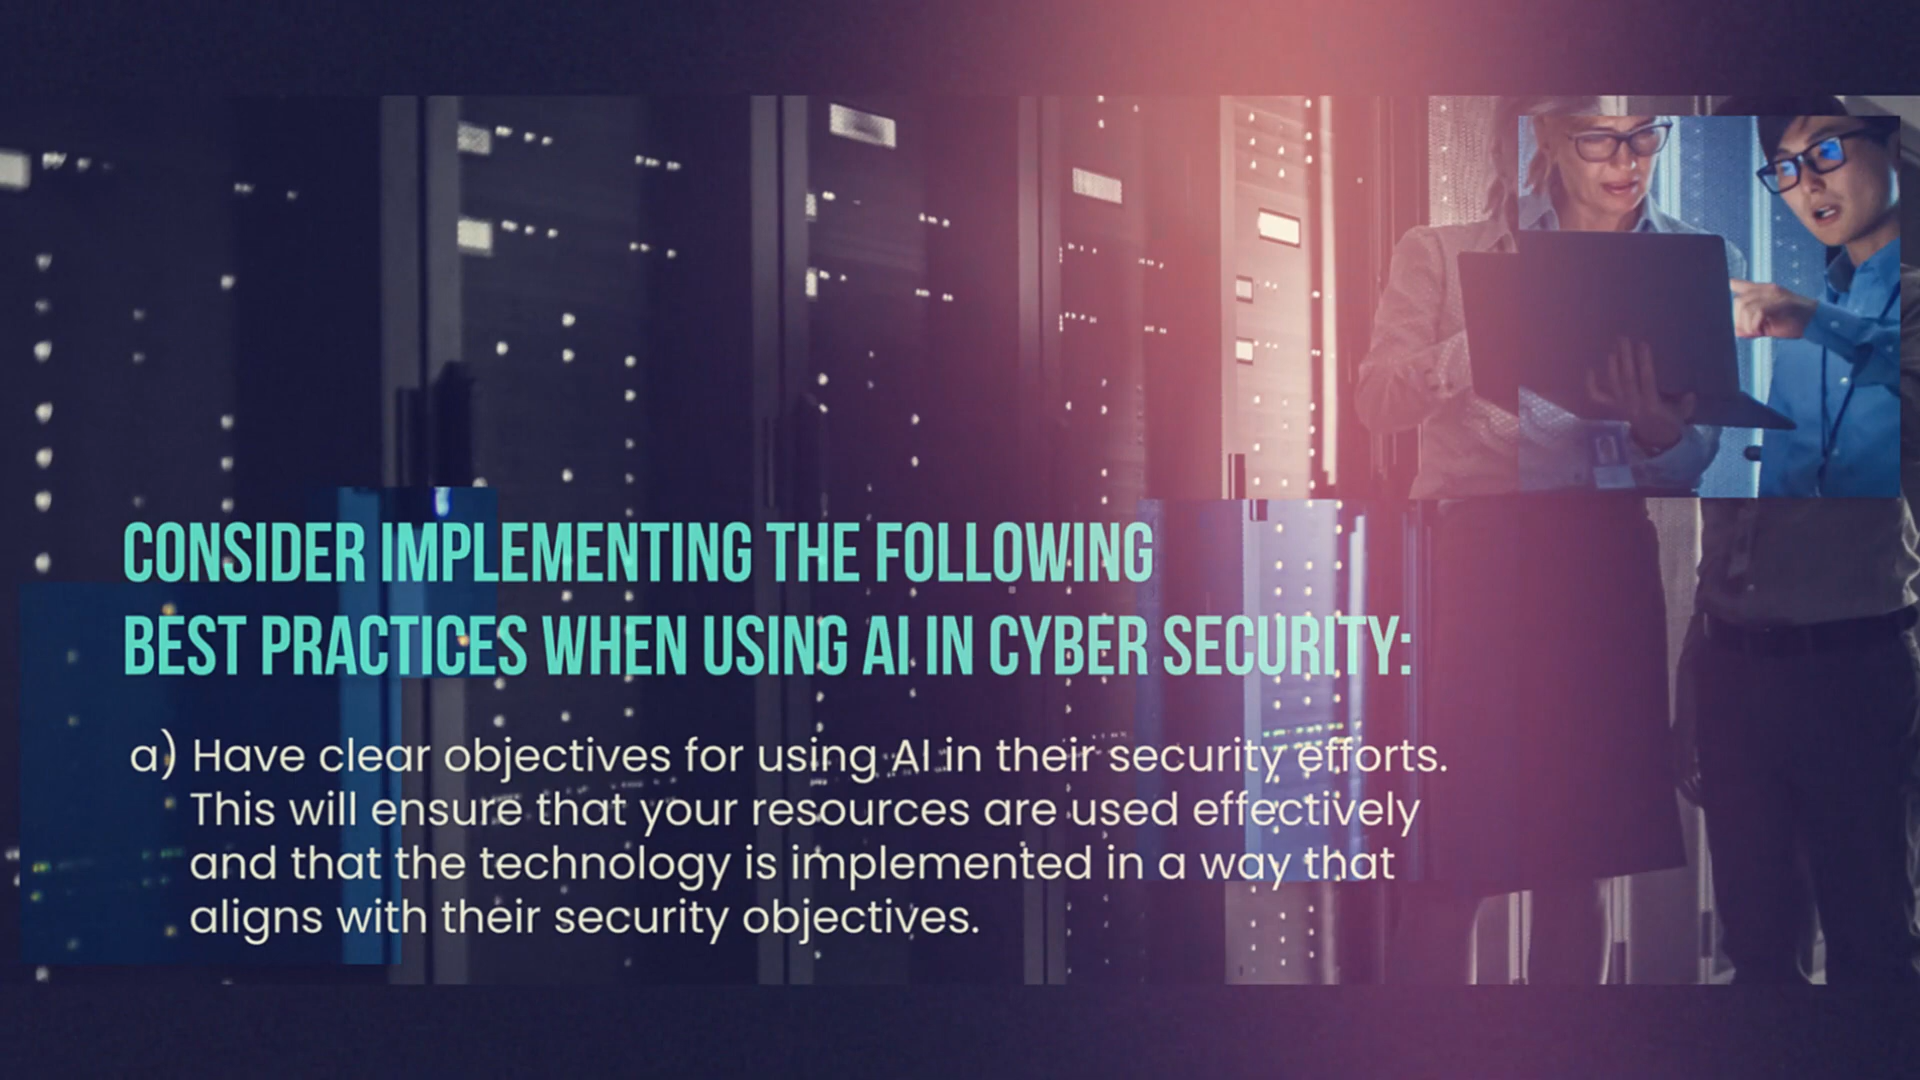 CONSIDER IMPLEMENTING THE FOLLOWING
BEST PRACTICES WHEN USING AI IN CYBER SECURITY:
a) Have clear objectives for using AI in their security efforts.
This will ensure that your resources are used effectively
and that the technology is implemented in a way that
aligns with their security objectives.